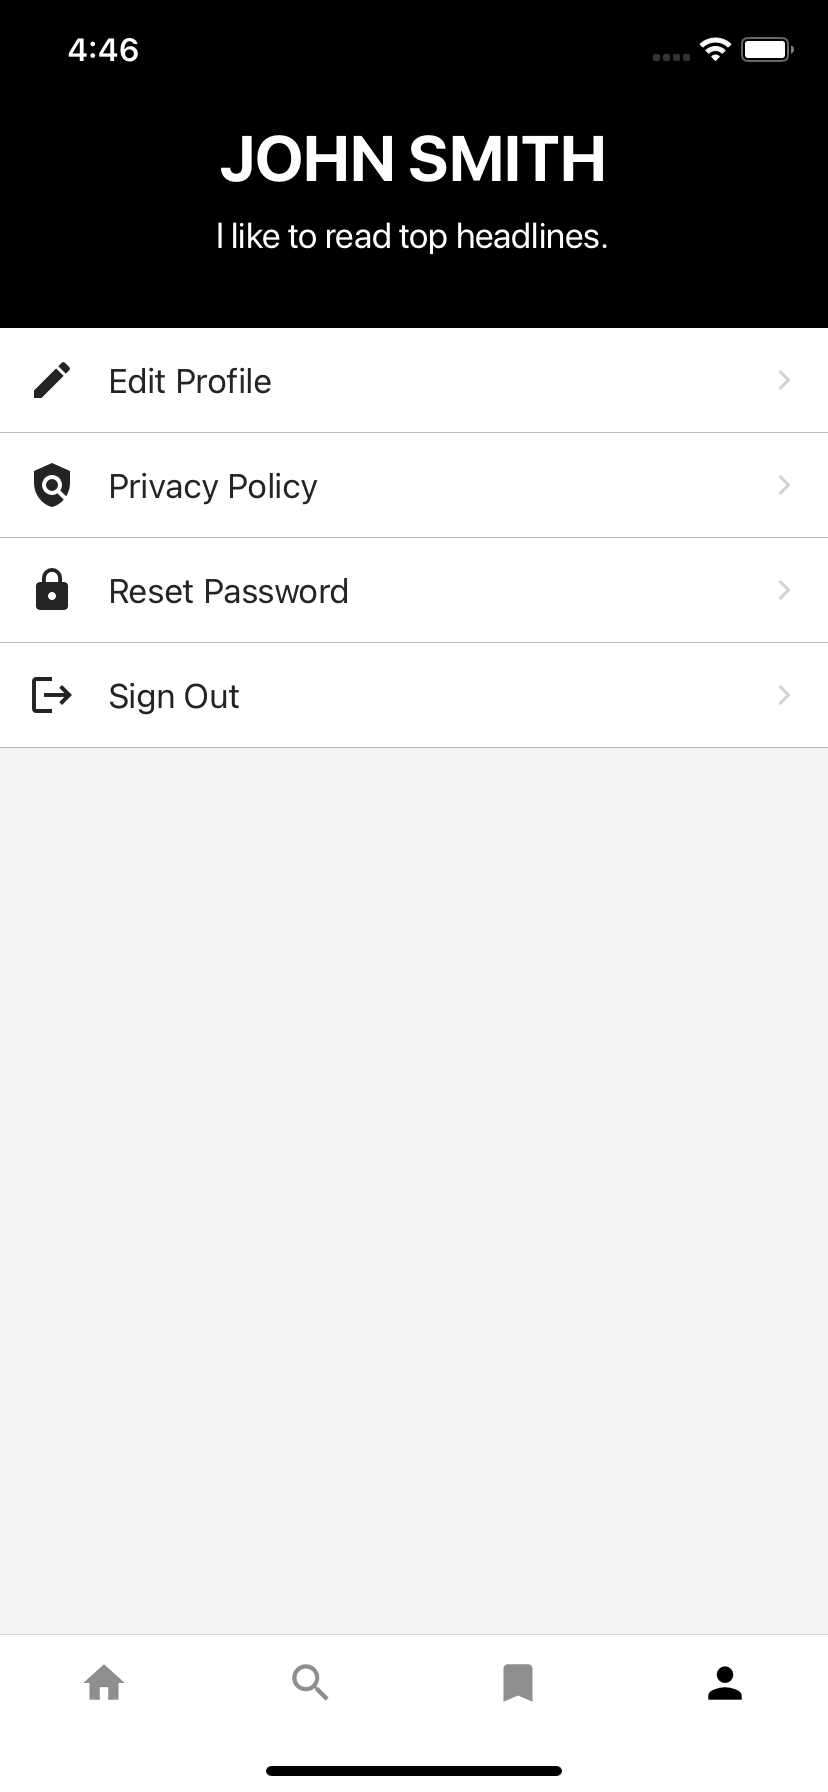 4:46
JOHN SMITH
I like to read top headlines.
Edit Profile
Privacy Policy
Reset Password
Sign Out